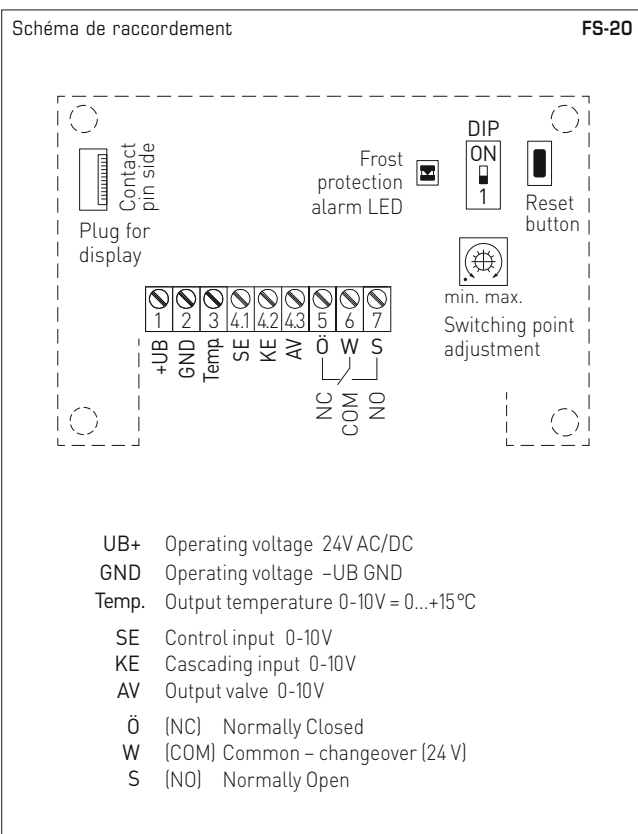 Schéma de raccordement FS-20
Contact
pin side
Plug for
display
Frost
protection
alarm LED
DIP
ON
1
Reset
button
min. max.
Switching point
adjustment
1 2 3 4.1 4.2 4.3 5 6 7
+UB GND Temp SE KE AV Ö W S
NC COM NO
UB+ Operating voltage 24V AC/DC
GND Operating voltage –UB GND
Temp. Output temperature 0-10V = 0...+15°C
SE Control input 0-10V
KE Cascading input 0-10V
AV Output valve 0-10V
Ö (NC) Normally Closed
W (COM) Common – changeover (24 V)
S (NO) Normally Open